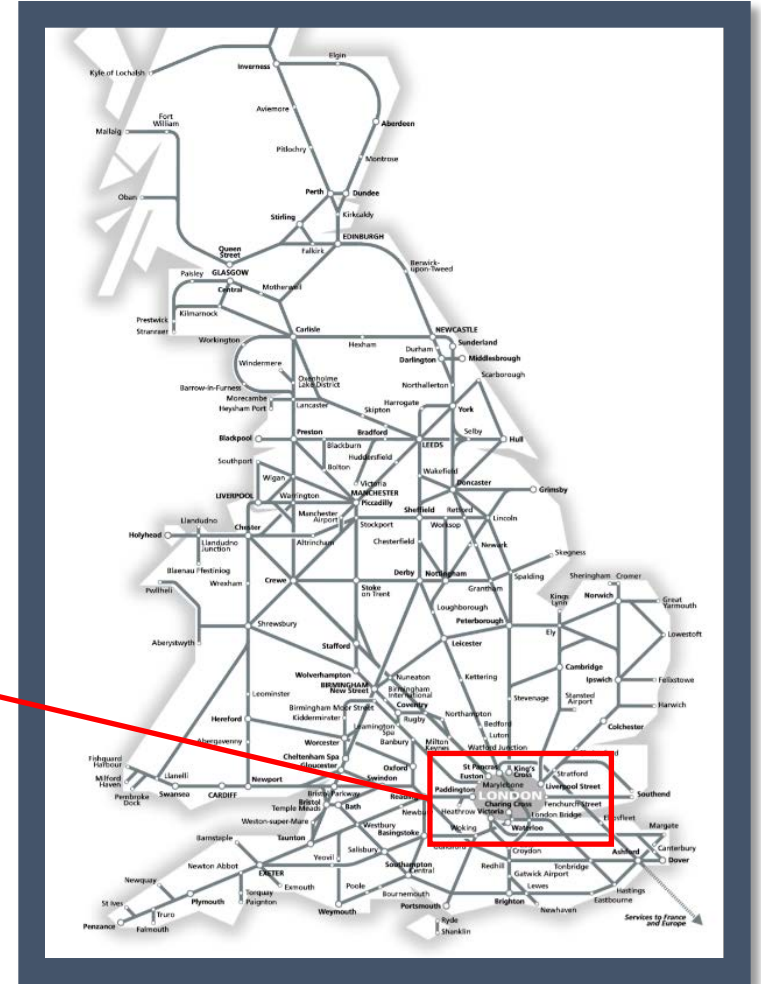 Elgin
Inverness
Kyle of Lochalsh
Aviemore
Fort
William
Aberdeen
Mallaig
Pitlochry
Montrose
Perth
Dundee
Oban
Stirling
Kirkcaldy
EDINBURGH
Queen
Street
Falkirk
Berwick-
upon-Tweed
Paisley
GLASGOW
Central
Motherwell
Prestwick
Kilmarnock
Stranraer
Carlisle
NEWCASTLE
Workington
Hexham
Durham
Sunderland
Darlington
Middlesbrough
Windermere
Oxenholme
Lake District
Scarborough
Barrow-in-Furness
Northallerton
Morecambe
Lancaster
Harrogate
Heysham Port
Skipton
York
Blackpool
Preston
Bradford
LEEDS
Selby
Hull
Blackburn
Huddersfield
Southport
Bolton
Wakefield
Wigan
Victoria
MANCHESTER
Doncaster
Grimsby
LIVERPOOL
Warrington
Piccadilly
Manchester
Airport
Sheffield
Retford
Llandudno
Stockport
Worksop
Lincoln
Holyhead
Chester
Llandudno
Junction
Altrincham
Chesterfield
Newark
Skegness
Blaenau Ffestiniog
Derby
Nottingham
Pwllheli
Wrexham
Crewe
Stoke
on Trent
Grantham
Spalding
Sheringham
Cromer
Kings
Lynn
Norwich
Great
Yarmouth
Loughborough
Peterborough
Shrewsbury
Ely
Lowestoft
Aberystwyth
Stafford
Leicester
Wolverhampton
Cambridge
BIRMINGHAM
New Street
Nuneaton
Kettering
Ipswich
Felixstowe
Birmingham
International
Stansted
Airport
Leominster
Birmingham Moor Street
Coventry
Stevenage
Harwich
Hereford
Kidderminster
Rugby
Northampton
Bedford
Colchester
Leamington
Spa
Abergavenny
Worcester
Banbury
Milton
Keynes
Luton
Watford Junction
Cheltenham Spa
Gloucester
Oxford
Fishguard
Harbour
St Pancras
King's
Cross
Euston
Stratford
Milford
Haven
Llanelli
Newport
Swindon
Marylebone
Liverpool Street
Paddington
LONDON
Southend
Pembroke
Dock
Swansea
CARDIFF
Bristol Parkway
Reading
Charing Cross
Fenchurch Street
Bristol
Temple Meads
Bath
Heathrow
Victoria
London Bridge
Weston-super-Mare
Westbury
Basingstoke
Woking
Waterloo
Margate
Barnstaple
Taunton
Salisbury
Croydon
Ashford
Canterbury
Newton Abbot
Yeovil
Southampton
Central
Redhill
Tonbridge
Dover
Newquay
EXETER
Exmouth
Gatwick Airport
Torquay
Paignton
Poole
Lewes
Hastings
St Ives
Plymouth
Bournemouth
Eastbourne
Truro
Weymouth
Portsmouth
Brighton
Newhaven
Penzance
Falmouth
Ryde
Shanklin
Services to France
and Europe